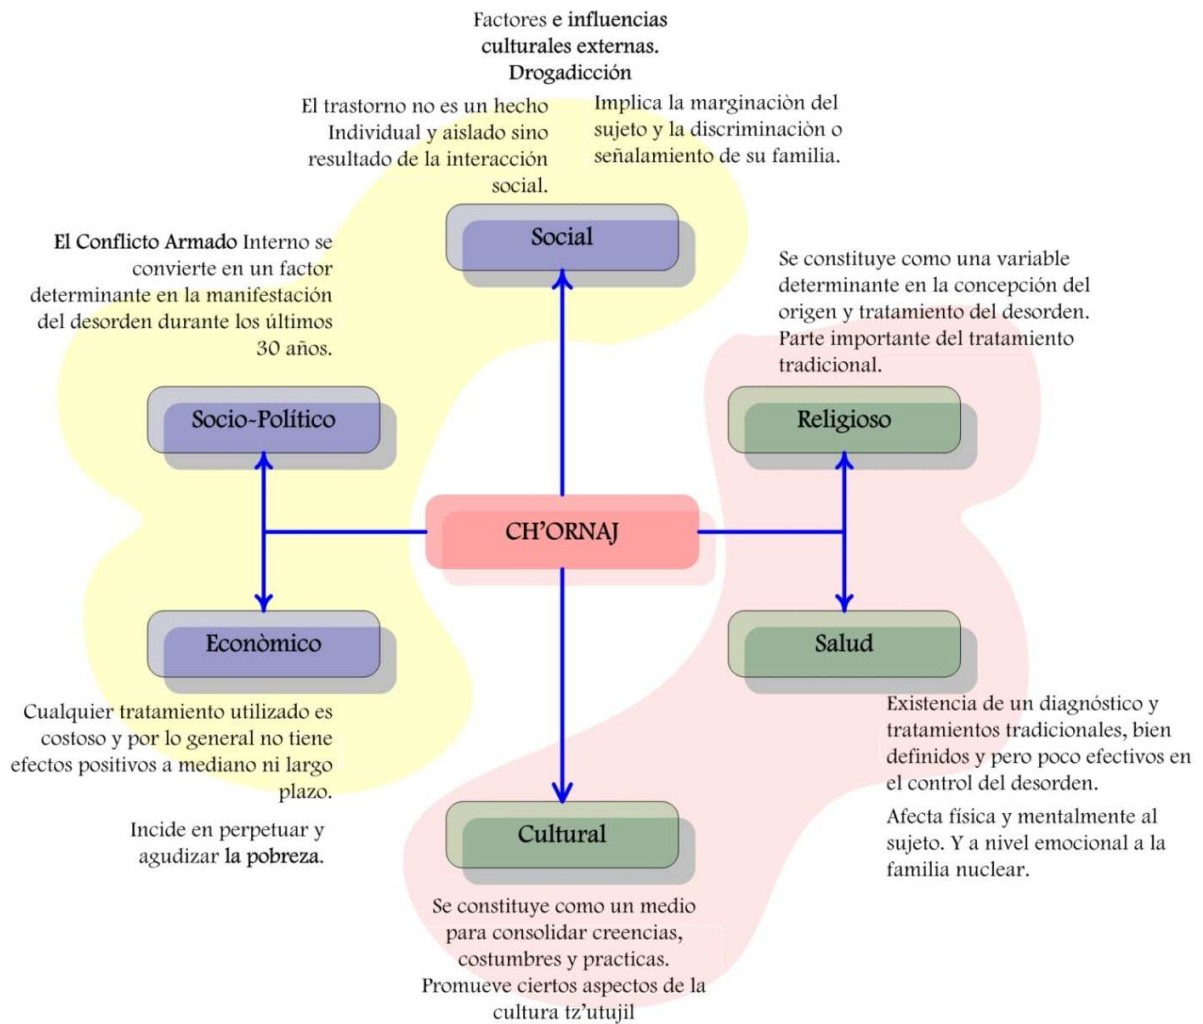 Factores e influencias
culturales externas.
Drogadicción
El trastorno no es un hecho
Individual y aislado sino
resultado de la interacción
social.
Implica la marginaciòn del
sujeto y la discriminaciòn o
señalamiento de su familia.
Social
El Conflicto Armado Interno se
convierte en un factor
determinante en la manifestación
del desorden durante los últimos
30 años.
Se constituye como una variable
determinante en la concepción del
origen y tratamiento del desorden.
Parte importante del tratamiento
tradicional.
Socio-Político
Religioso
CH'ORNAJ
Econòmico
Salud
Cualquier tratamiento utilizado es
costoso y por lo general no tiene
efectos positivos a mediano ni largo
plazo.
Incide en perpetuar y
agudizar la pobreza.
Existencia de un diagnóstico y
tratamientos tradicionales, bien
definidos y pero poco efectivos en
el control del desorden.
Afecta física y mentalmente al
sujeto. Y a nivel emocional a la
familia nuclear.
Cultural
Se constituye como un medio
para consolidar creencias,
costumbres y practicas.
Promueve ciertos aspectos de la
cultura tz'utujil